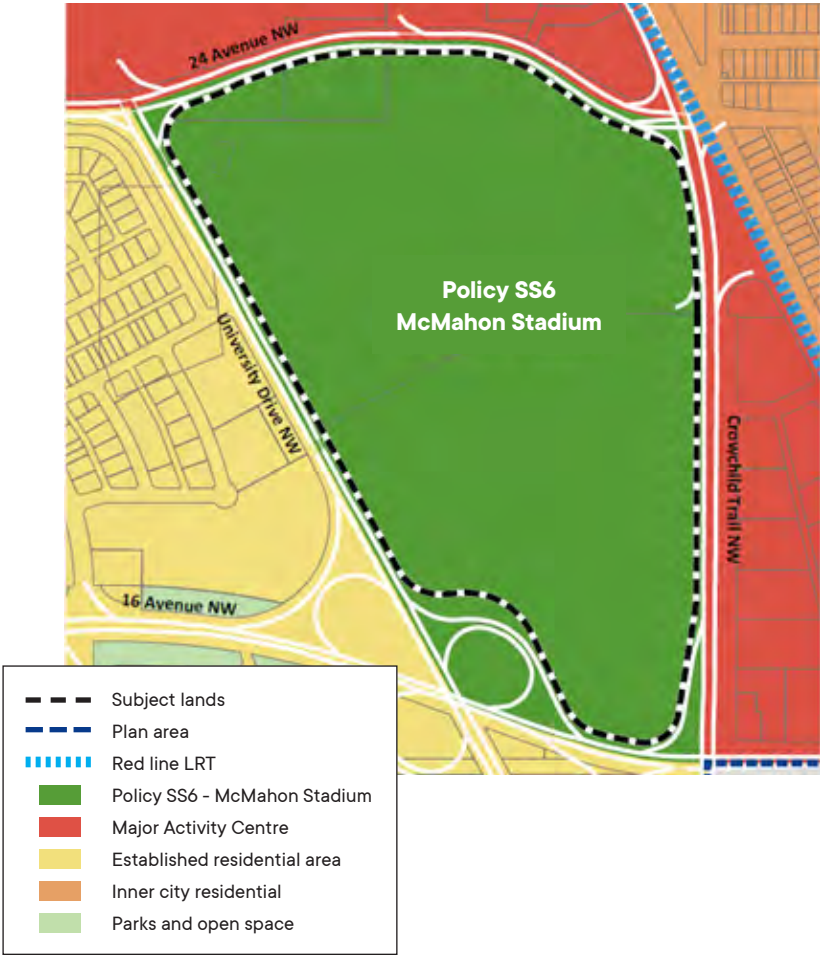 24 Avenue NW
Policy SS6
McMahon Stadium
University Drive NW
Crowchild Trail NW
16 Avenue NW
Subject lands
Plan area
Red line LRT
Policy SS6 - McMahon Stadium
Major Activity Centre
Established residential area
Inner city residential
Parks and open space